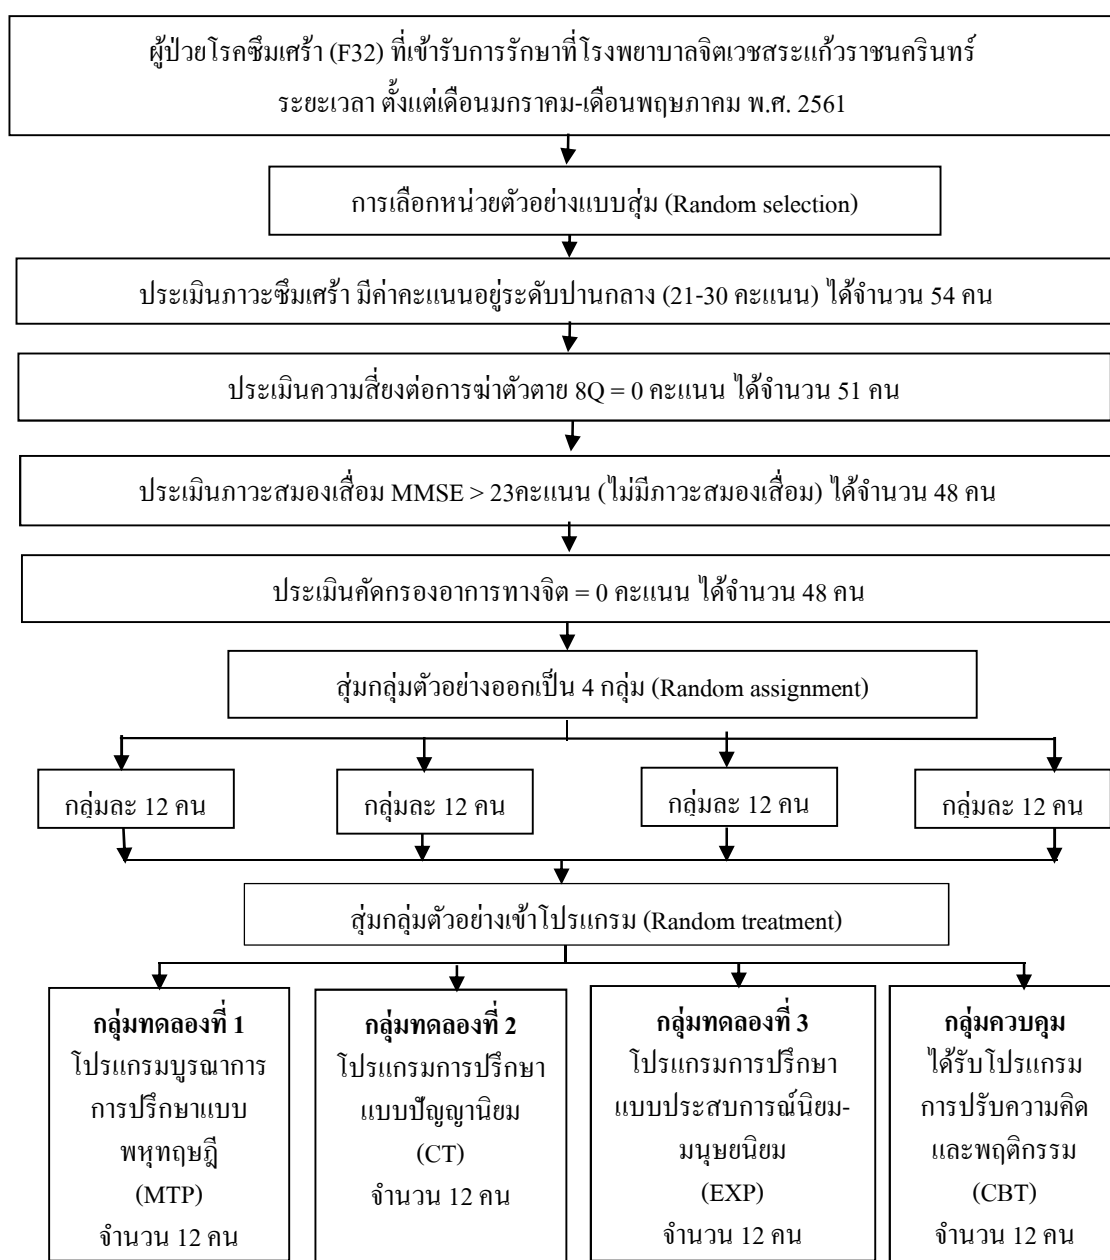 ผู้ป่วยโรคซึมเศร้า (F32) ที่เข้ารับการรักษาที่โรงพยาบาลจิตเวชสระแก้วราชนครินทร์
ระยะเวลา ตั้งแต่เดือนมกราคม-เดือนพฤษภาคม พ.ศ. 2561
การเลือกหน่วยตัวอย่างแบบสุ่ม (Random selection)
ประเมินภาวะซึมเศร้า มีค่าคะแนนอยู่ระดับปานกลาง (21-30 คะแนน) ได้จำนวน 54 คน
ประเมินความสี่ยงต่อการฆ่าตัวตาย 8Q = 0 คะแนน ได้จำนวน 51 คน
ประเมินภาวะสมองเสื่อม MMSE > 23คะแนน (ไม่มีภาวะสมองเสื่อม) ได้จำนวน 48 คน
ประเมินคัดกรองอาการทางจิต = 0 คะแนน ได้จำนวน 48 คน
สุ่มกลุ่มตัวอย่างออกเป็น 4 กลุ่ม (Random assignment)
กลุ่มละ 12 คน
กลุ่มละ 12 คน
กลุ่มละ 12 คน
กลุ่มละ 12 คน
สุ่มกลุ่มตัวอย่างเข้าโปรแกรม (Random treatment)
กลุ่มทดลองที่ 1
โปรแกรมบูรณาการ
การปรึกษาแบบ
พหุทฤษฎี
(MTP)
จำนวน 12 คน
กลุ่มทดลองที่ 2
โปรแกรมการปรึกษา
แบบปัญญานิยม
(CT)
จำนวน 12 คน
กลุ่มทดลองที่ 3
โปรแกรมการปรึกษา
แบบประสบการณ์นิยม-
มนุษยนิยม
(EXP)
จำนวน 12 คน
กลุ่มควบคุม
ได้รับโปรแกรม
การปรับความคิด
และพฤติกรรม
(CBT)
จำนวน 12 คน